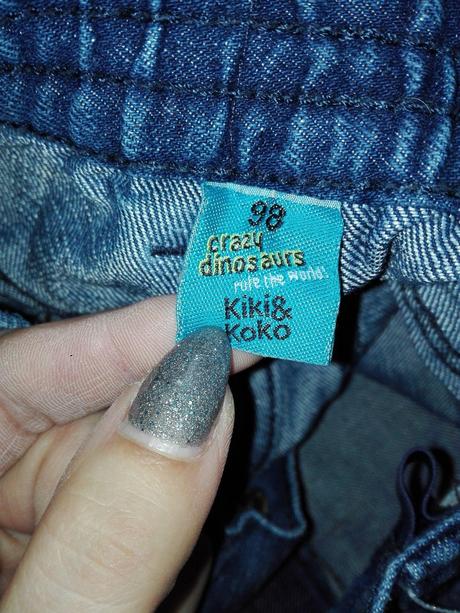 98
crazy
dinosaurs
rule the world!
Kiki&
Koko